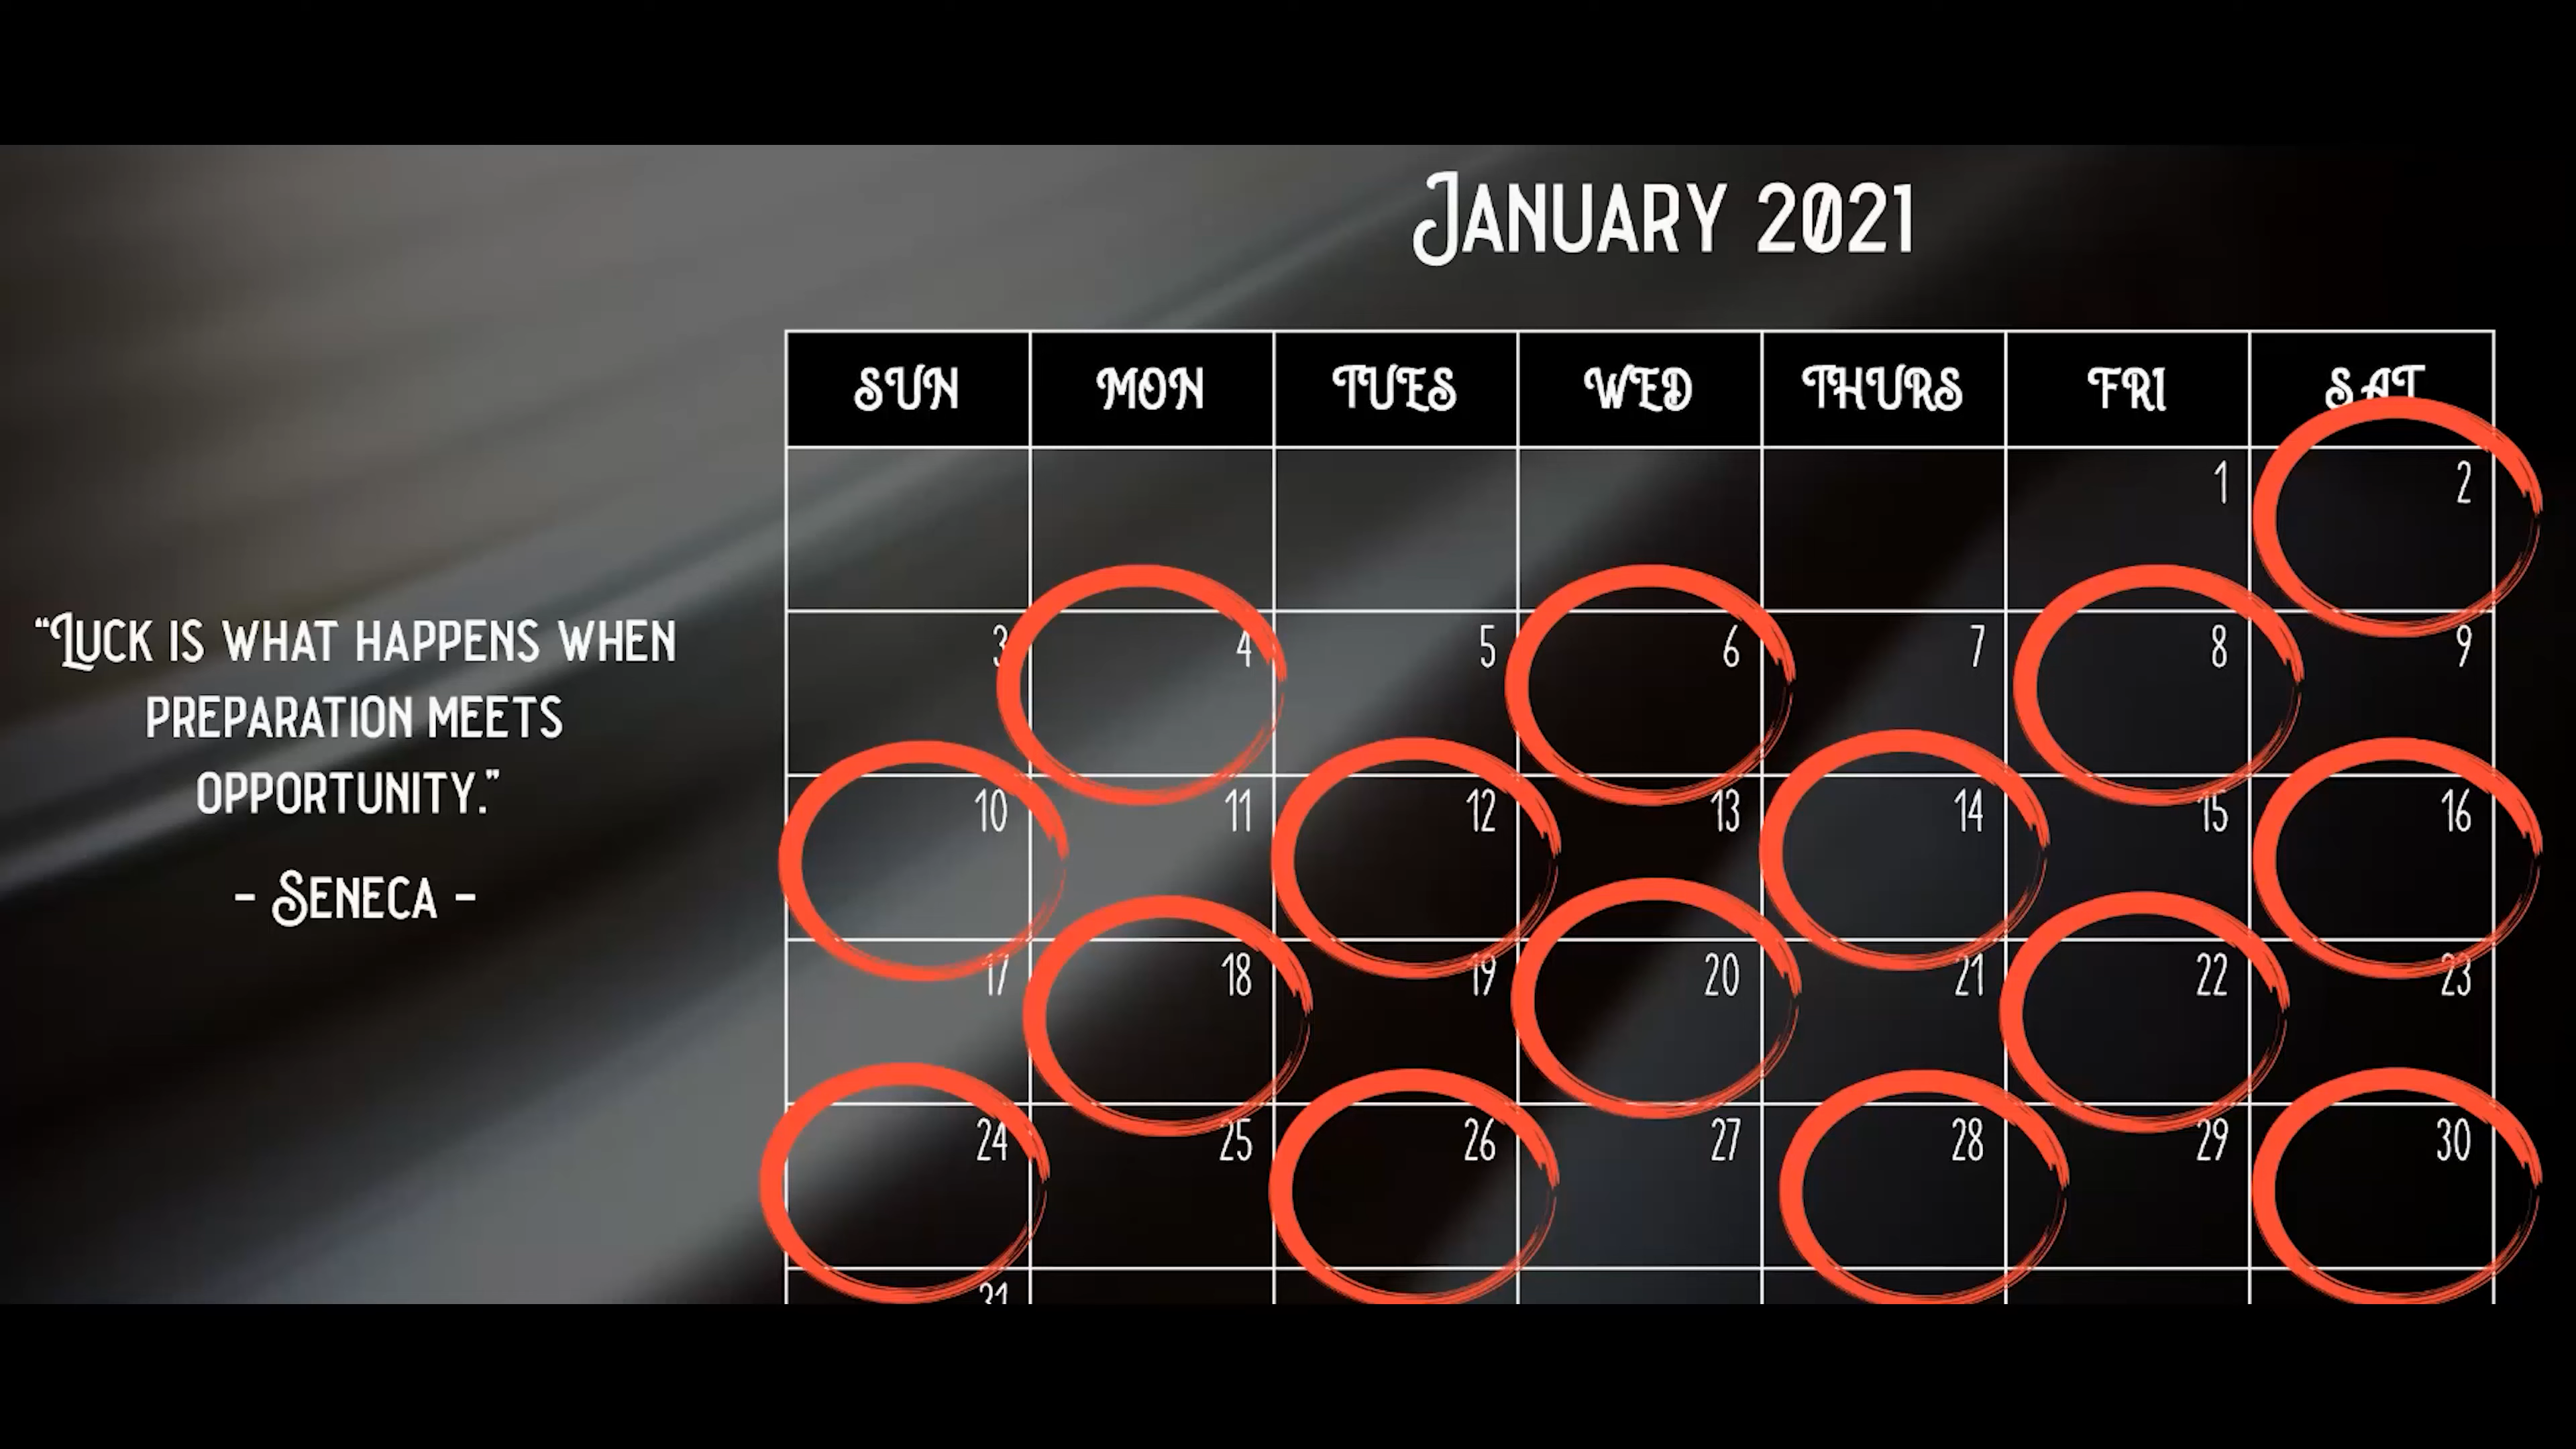 January 2021
SUN MON TUES WED THURS FRI SAT
1 2
3 4 5 6 7 8 9
“Luck is what happens when
preparation meets
opportunity.”
- Seneca -
10 11 12 13 14 15 16
17 18 19 20 21 22 23
24 25 26 27 28 29 30
31